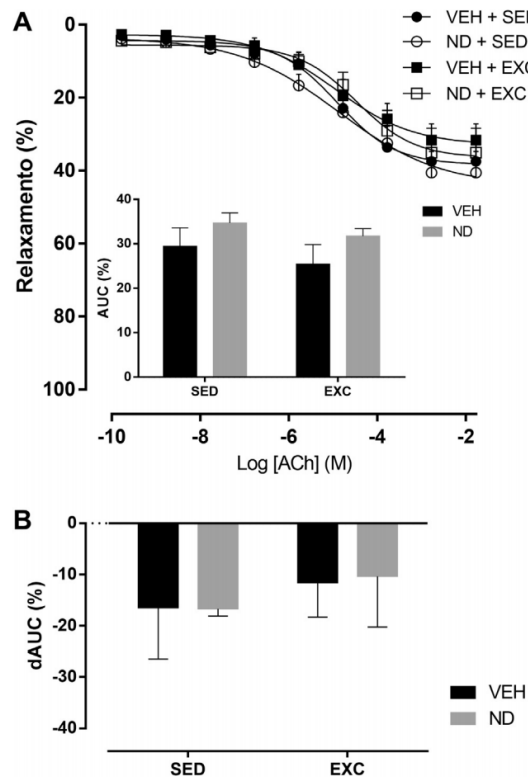 A
0
20
40
60
80
100
Relaxamento (%)
VEH + SED
ND + SED
VEH + EXC
ND + EXC
AUC (%)
40
30
20
10
0
SED EXC
VEH
ND
-10 -8 -6 -4 -2
Log [ACh] (M)
B
0
-10
-20
-30
-40
dAUC (%)
VEH
ND
SED EXC